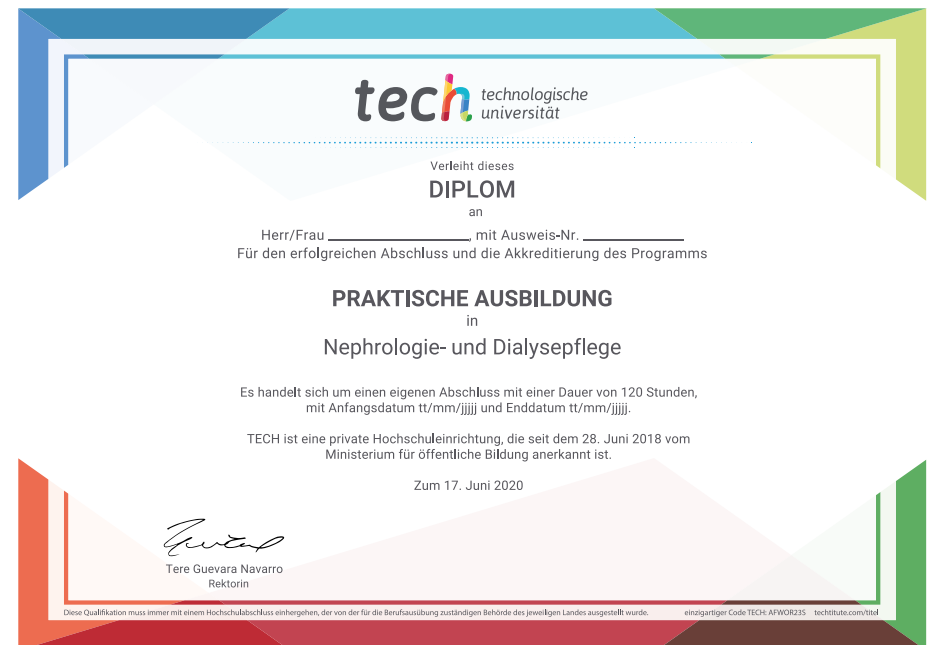 tech technologische
universität
Verleiht dieses
DIPLOM
an
Herr/Frau ____________________, mit Ausweis-Nr. ______________
Für den erfolgreichen Abschluss und die Akkreditierung des Programms
PRAKTISCHE AUSBILDUNG
in
Nephrologie- und Dialysepflege
Es handelt sich um einen eigenen Abschluss mit einer Dauer von 120 Stunden,
mit Anfangsdatum tt/mm/jjjjj und Enddatum tt/mm/jjjjj.
TECH ist eine private Hochschuleinrichtung, die seit dem 28. Juni 2018 vom
Ministerium für öffentliche Bildung anerkannt ist.
Zum 17. Juni 2020
Tere Guevara Navarro
Rektorin
Diese Qualifikation muss immer mit einem Hochschulabschluss einhergehen, der von der für die Berufsausübung zuständigen Behörde des jeweiligen Landes ausgestellt wurde. einzigartiger Code TECH: AFWOR23S techtitute.com/titel